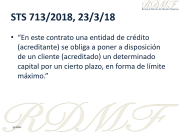 RDMF
STS 713/2018, 23/3/18
• “En este contrato una entidad de crédito
(acreditante) se obliga a poner a disposición
de un cliente (acreditado) un determinado
capital por un cierto plazo, en forma de límite
máximo.”
RDMF